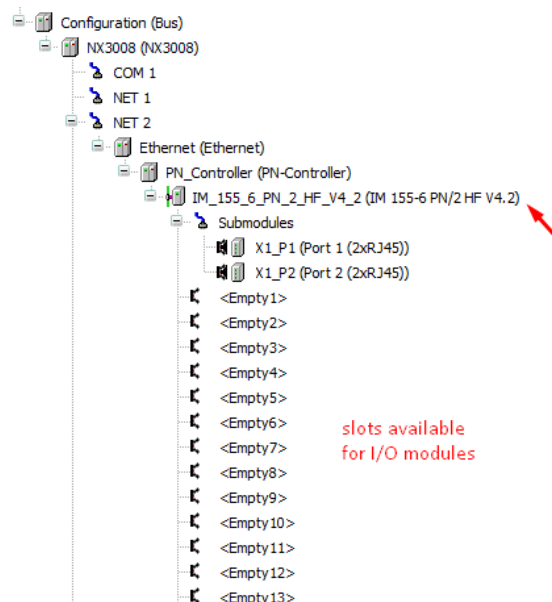 Configuration (Bus)
NX3008 (NX3008)
COM 1
NET 1
NET 2
Ethernet (Ethernet)
PN_Controller (PN-Controller)
IM_155_6_PN_2_HF_V4_2 (IM 155-6 PN/2 HF V4.2)
Submodules
X1_P1 (Port 1 (2xRJ45))
X1_P2 (Port 2 (2xRJ45))
<Empty1>
<Empty2>
<Empty3>
<Empty4>
<Empty5>
<Empty6>
<Empty7>
<Empty8>
<Empty9>
<Empty10>
<Empty11>
<Empty12>
<Empty13>
slots available
for I/O modules